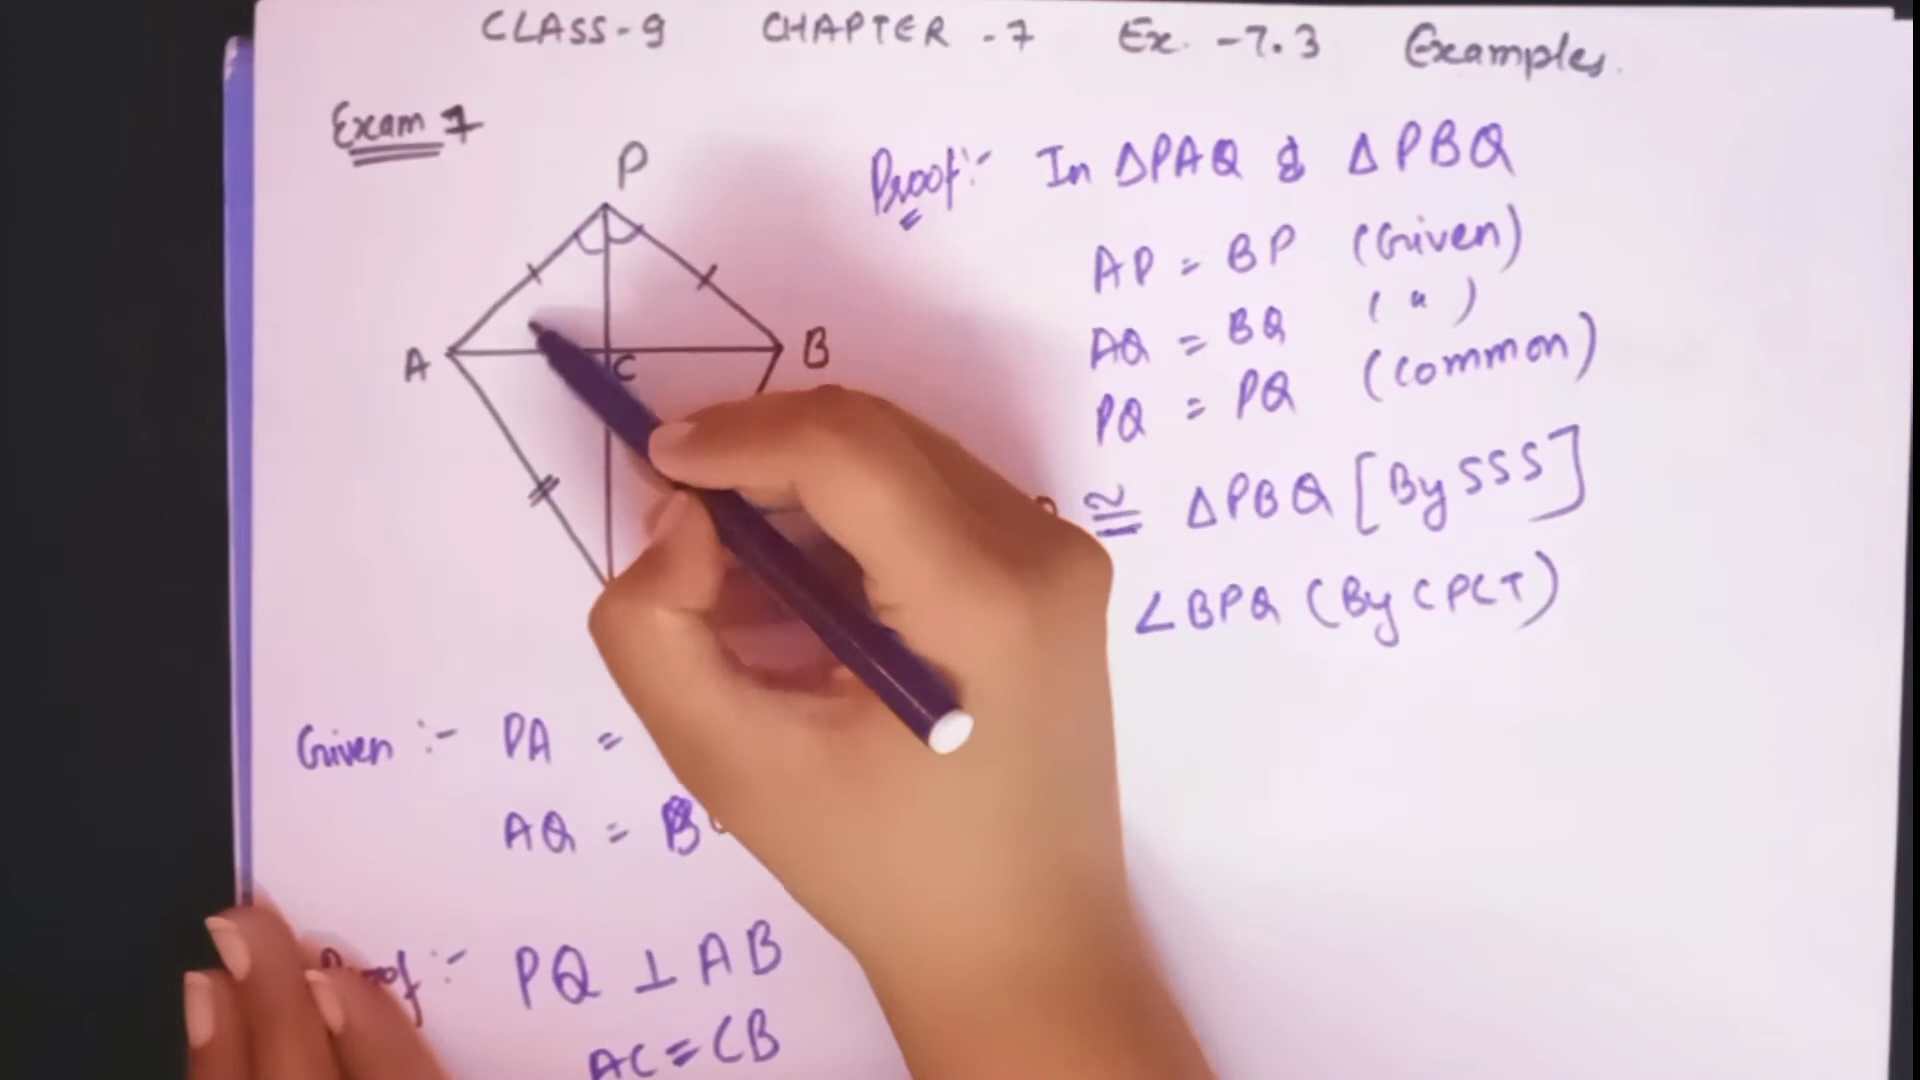 CLASS-9 CHAPTER-7 Ex.-7.3 Examples.
Exam 7
P
A
B
C
Given :- PA =
AQ = B
Proof :- PQ ⊥ AB
AC = CB
Proof :- In ΔPAQ & ΔPBQ
AP = BP (Given)
AQ = BQ ( " )
PQ = PQ (common)
≅ ΔPBQ [By SSS]
∠BPQ (By CPCT)